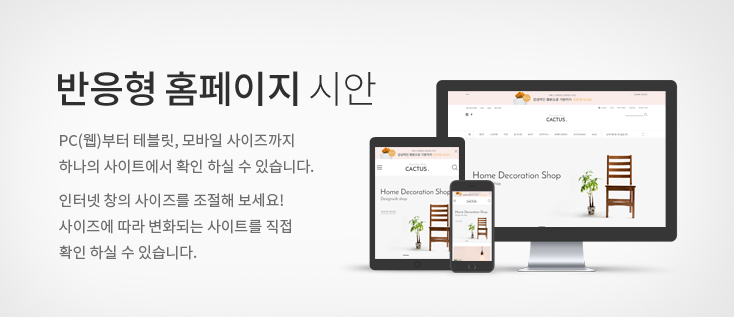 반응형 홈페이지 시안
PC(웹)부터 테블릿, 모바일 사이즈까지
하나의 사이트에서 확인 하실 수 있습니다.
인터넷 창의 사이즈를 조절해 보세요!
사이즈에 따라 변화되는 사이트를 직접
확인 하실 수 있습니다.
CACTUS.
Home Decoration Shop
CACTUS.
Home Decoration Shop
Designed shop
Home Decoration Shop